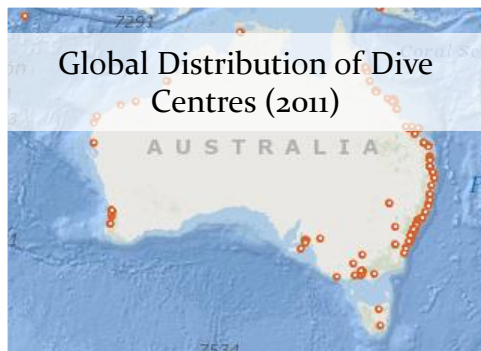 7291
Global Distribution of Dive
Centres (2011)
AUSTRALIA
7534